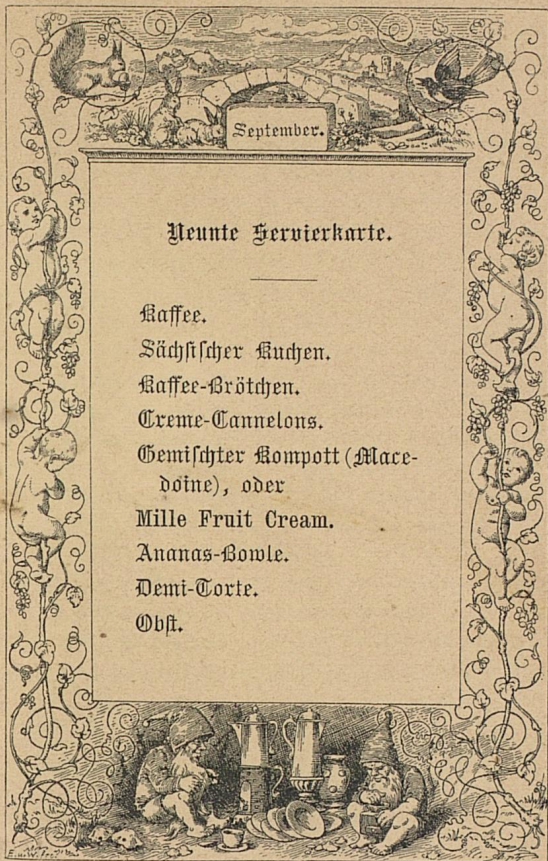 September.
Neunte Servierkarte.
Kaffee.
Sächsischer Kuchen.
Kaffee-Brötchen.
Creme-Cannelons.
Gemischter Kompott (Mace-
doine), oder
Mille Fruit Cream.
Ananas-Bowle.
Demi-Torte.
Obst.